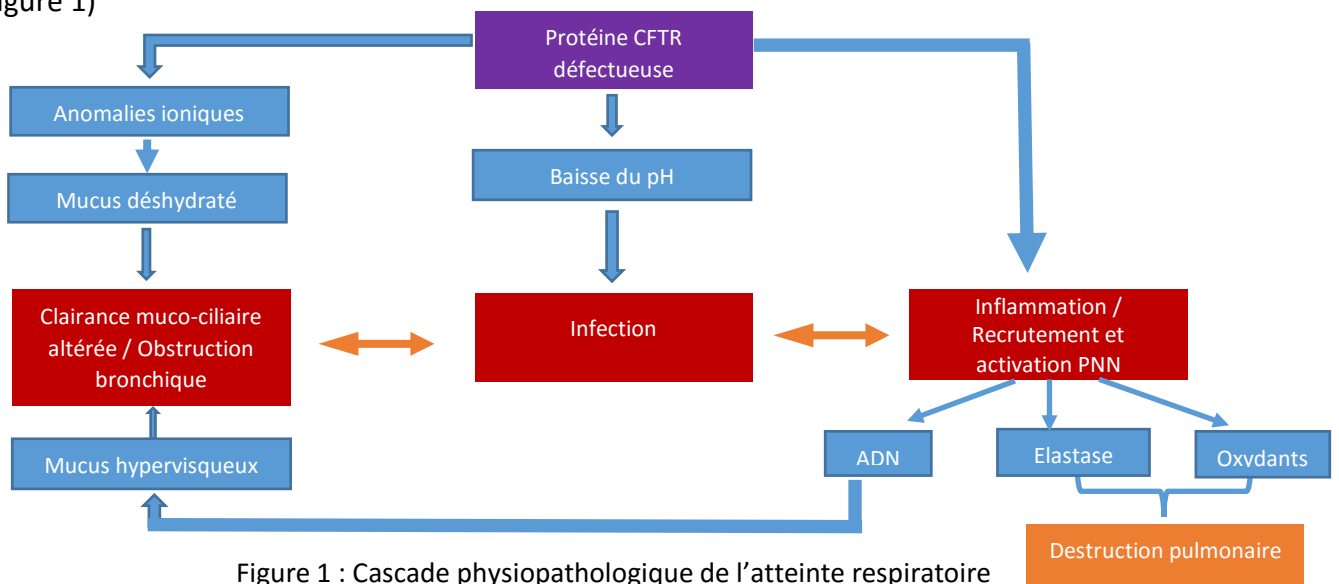 igure 1)
Protéine CFTR
défectueuse
Anomalies ioniques
Baisse du pH
Mucus déshydraté
Clairance muco-ciliaire
altérée / Obstruction
bronchique
Infection
Inflammation /
Recrutement et
activation PNN
Mucus hypervisqueux
ADN
Elastase
Oxydants
Destruction pulmonaire
Figure 1 : Cascade physiopathologique de l’atteinte respiratoire